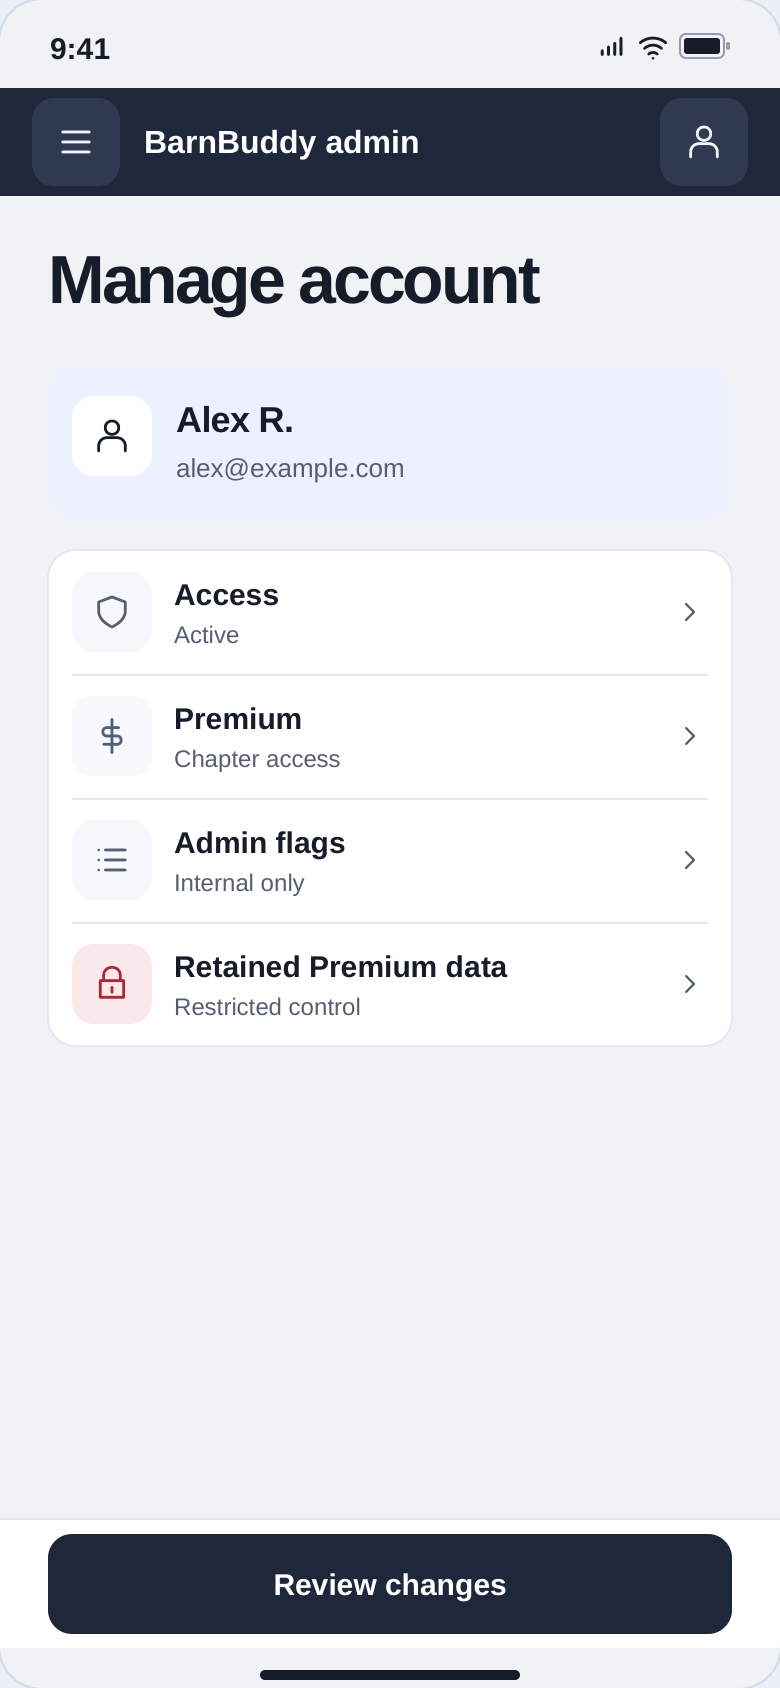 9:41
BarnBuddy admin
Manage account
Alex R.
alex@example.com
Access
Active
Premium
Chapter access
Admin flags
Internal only
Retained Premium data
Restricted control
Review changes